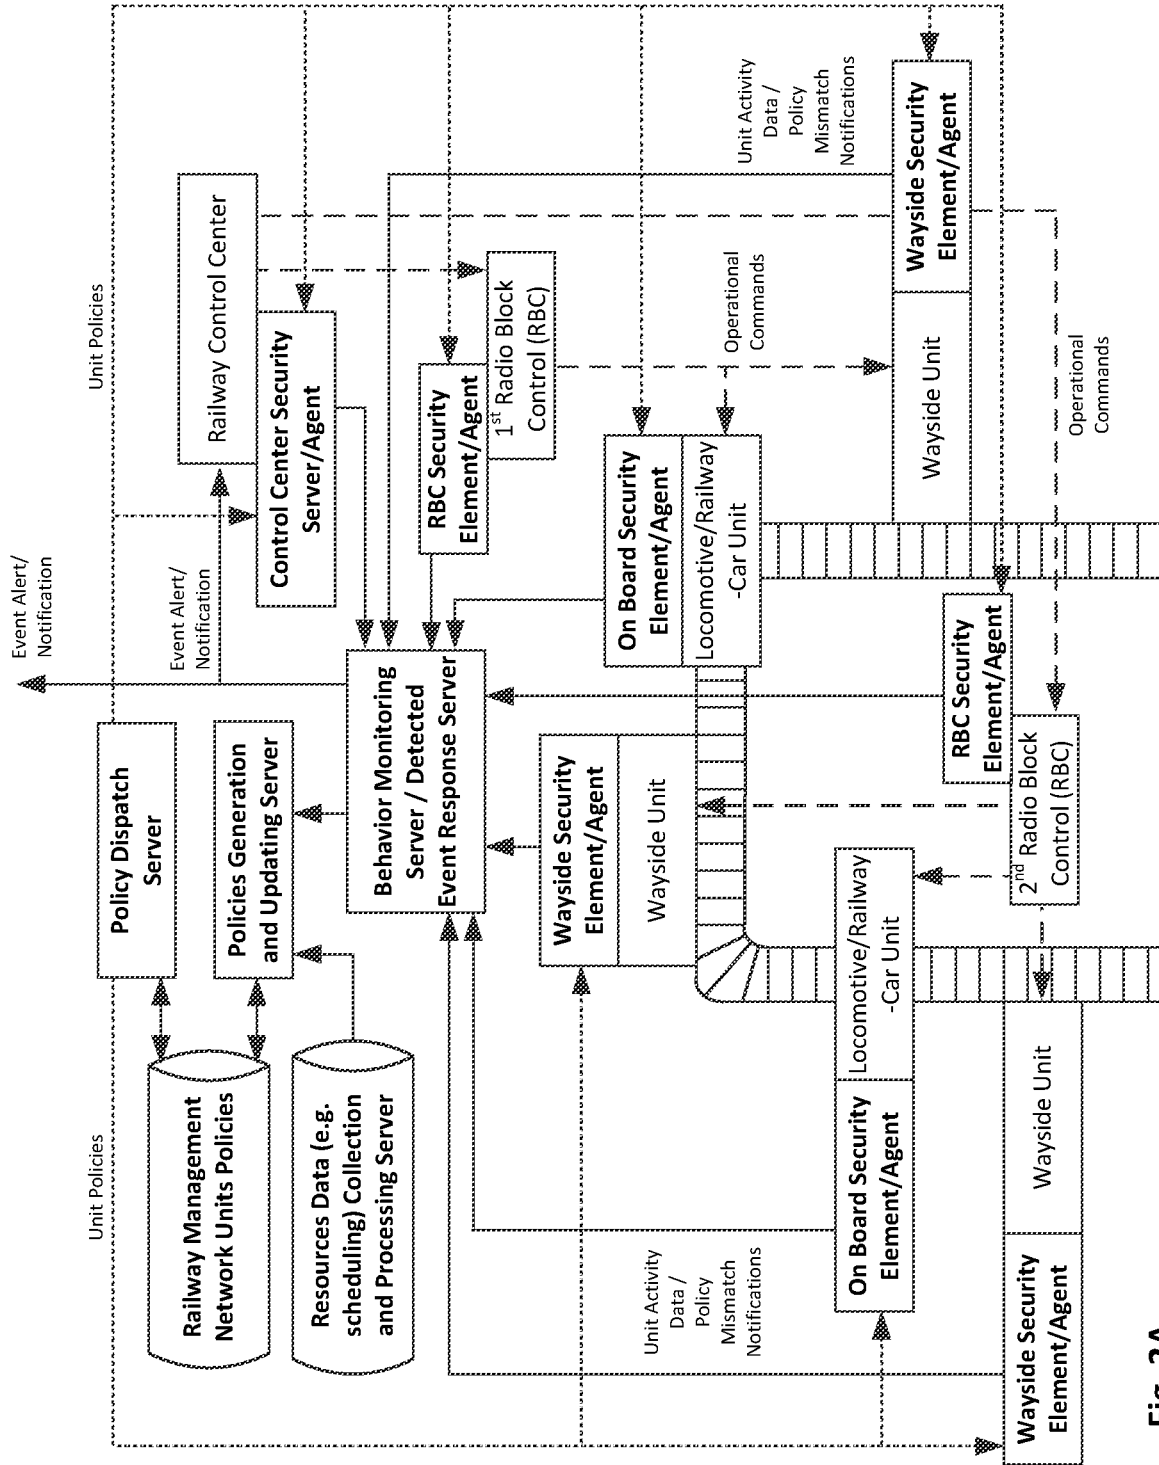 Event Alert/
Notification
Unit Policies
Unit Policies
Policy Dispatch
Server
Railway Management
Network Units Policies
Event Alert/
Notification
Railway Control Center
Policies Generation
and Updating Server
Control Center Security
Server/Agent
Resources Data (e.g.
scheduling) Collection
and Processing Server
Behavior Monitoring
Server / Detected
Event Response Server
RBC Security
Element/Agent
1st Radio Block
Control (RBC)
Wayside Security
Element/Agent
Wayside Unit
On Board Security
Element/Agent
Locomotive/Railway
-Car Unit
Operational
Commands
Unit Activity
Data /
Policy
Mismatch
Notifications
Unit Activity
Data /
Policy
Mismatch
Notifications
On Board Security
Element/Agent
Locomotive/Railway
-Car Unit
Wayside Unit
Wayside Security
Element/Agent
RBC Security
Element/Agent
2nd Radio Block
Control (RBC)
Operational
Commands
Wayside Security
Element/Agent
Wayside Unit
Fig.